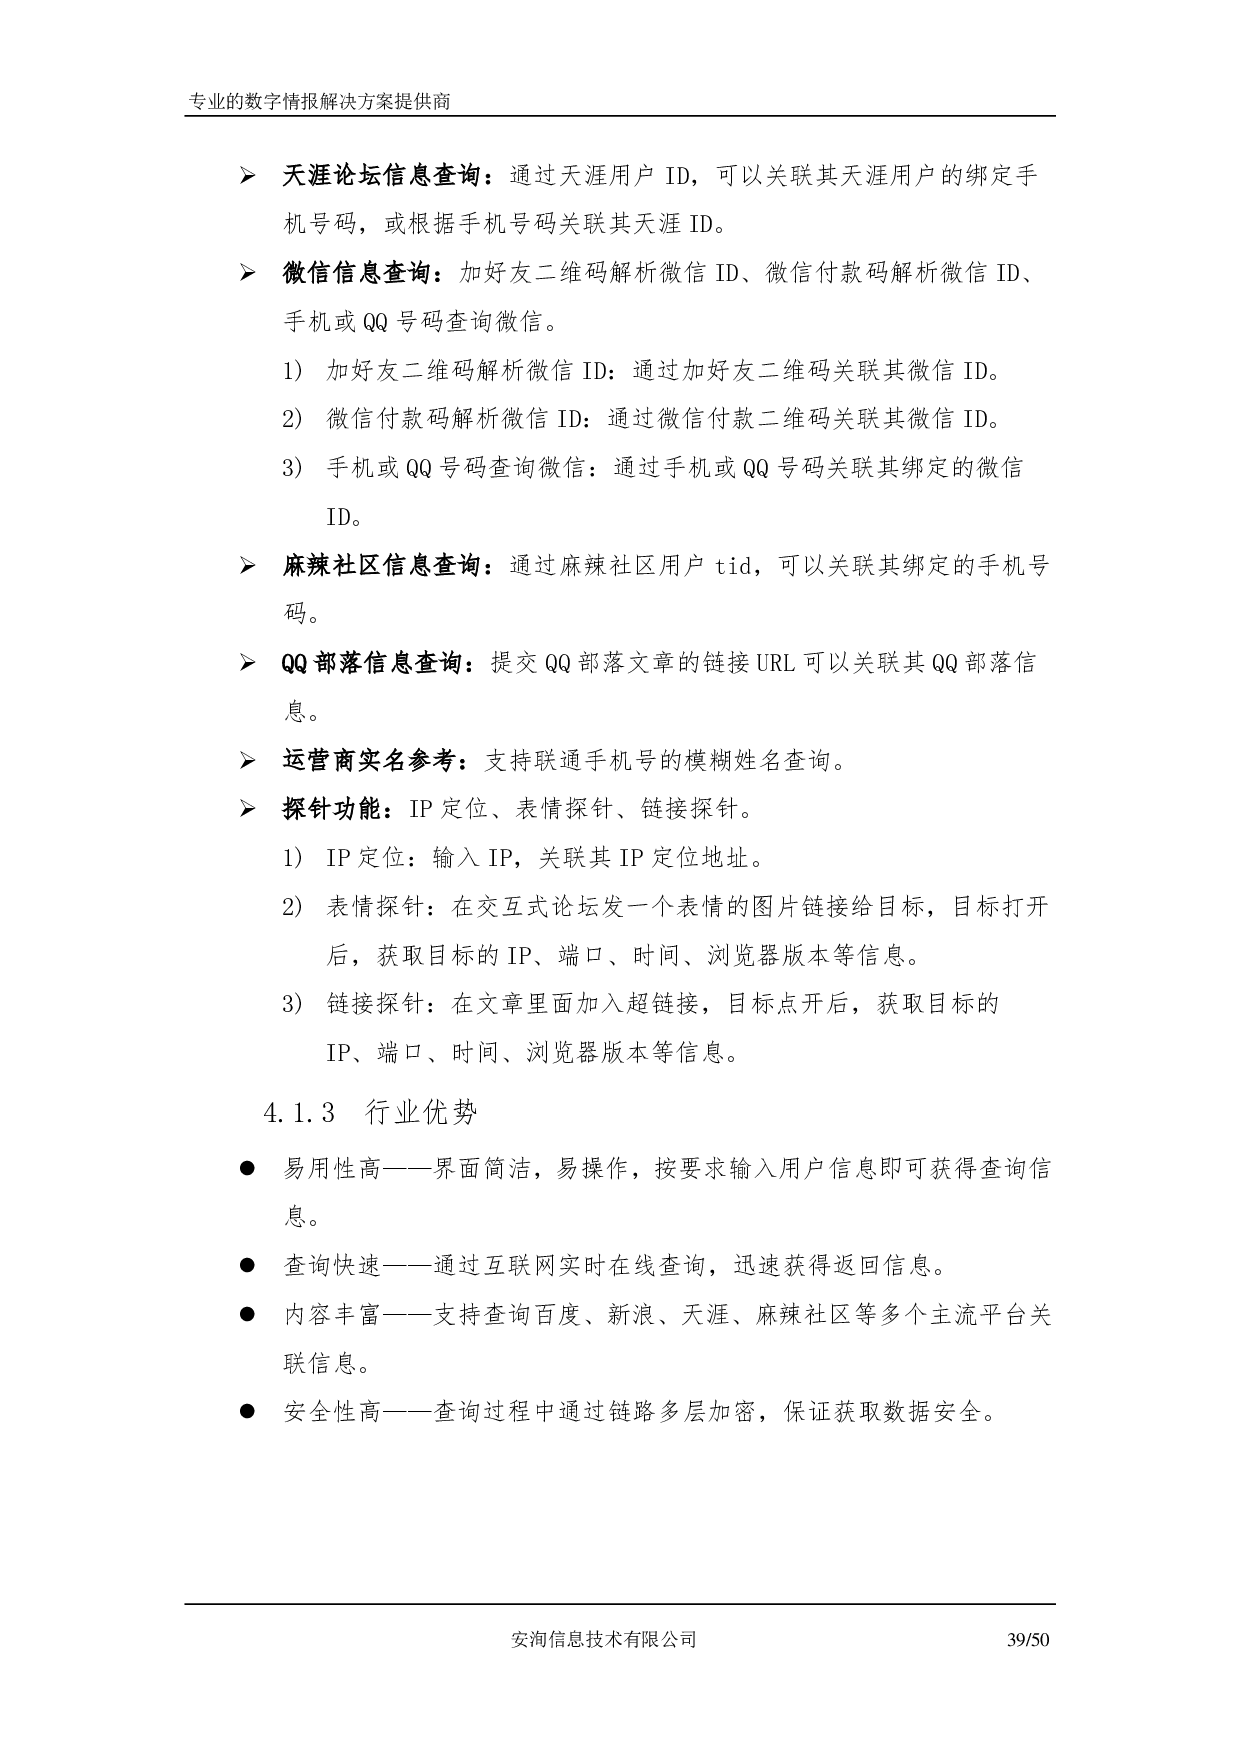 专业的数字情报解决方案提供商
➢ 天涯论坛信息查询：通过天涯用户 ID，可以关联其天涯用户的绑定手
机号码，或根据手机号码关联其天涯 ID。
➢ 微信信息查询：加好友二维码解析微信 ID、微信付款码解析微信 ID、
手机或 QQ 号码查询微信。
1) 加好友二维码解析微信 ID：通过加好友二维码关联其微信 ID。
2) 微信付款码解析微信 ID：通过微信付款二维码关联其微信 ID。
3) 手机或 QQ 号码查询微信：通过手机或 QQ 号码关联其绑定的微信
ID。
➢ 麻辣社区信息查询：通过麻辣社区用户 tid，可以关联其绑定的手机号
码。
➢ QQ 部落信息查询：提交 QQ 部落文章的链接 URL 可以关联其 QQ 部落信
息。
➢ 运营商实名参考：支持联通手机号的模糊姓名查询。
➢ 探针功能：IP 定位、表情探针、链接探针。
1) IP 定位：输入 IP，关联其 IP 定位地址。
2) 表情探针：在交互式论坛发一个表情的图片链接给目标，目标打开
后，获取目标的 IP、端口、时间、浏览器版本等信息。
3) 链接探针：在文章里面加入超链接，目标点开后，获取目标的
IP、端口、时间、浏览器版本等信息。
4.1.3 行业优势
● 易用性高——界面简洁，易操作，按要求输入用户信息即可获得查询信
息。
● 查询快速——通过互联网实时在线查询，迅速获得返回信息。
● 内容丰富——支持查询百度、新浪、天涯、麻辣社区等多个主流平台关
联信息。
● 安全性高——查询过程中通过链路多层加密，保证获取数据安全。
安洵信息技术有限公司 39/50